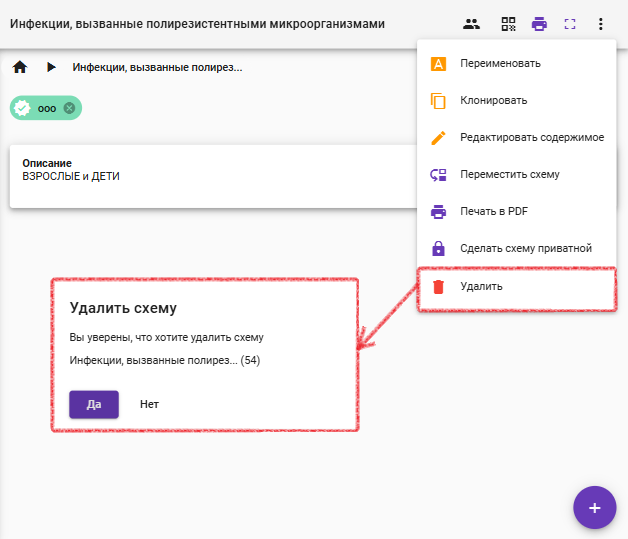 Инфекции, вызванные полирезистентными микроорганизмами
Инфекции, вызванные полирез...
ооо
Описание
ВЗРОСЛЫЕ и ДЕТИ
Переименовать
Клонировать
Редактировать содержимое
Переместить схему
Печать в PDF
Сделать схему приватной
Удалить
Удалить схему
Вы уверены, что хотите удалить схему
Инфекции, вызванные полирез... (54)
Да
Нет